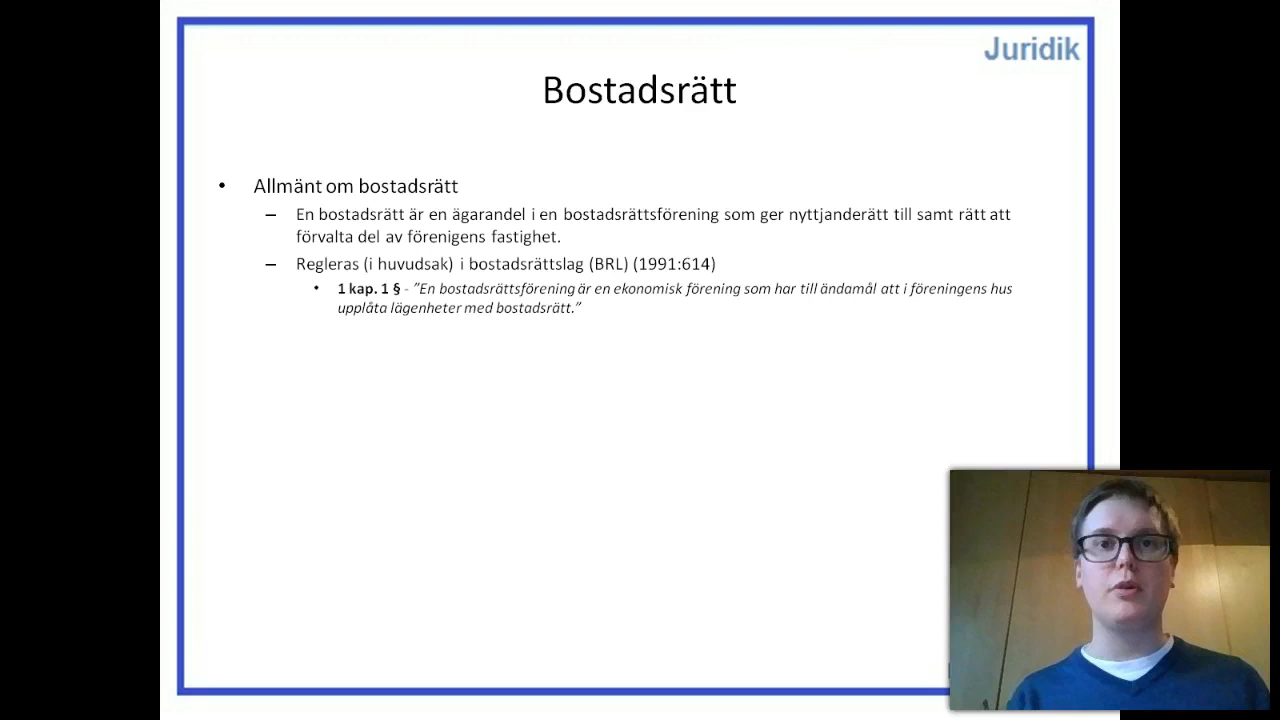 Juridik
Bostadsrätt
• Allmänt om bostadsrätt
– En bostadsrätt är en ägarandel i en bostadsrättsförening som ger nyttjanderätt till samt rätt att
förvalta del av förenigens fastighet.
– Regleras (i huvudsak) i bostadsrättslag (BRL) (1991:614)
• 1 kap. 1 § - ”En bostadsrättsförening är en ekonomisk förening som har till ändamål att i föreningens hus
upplåta lägenheter med bostadsrätt.”